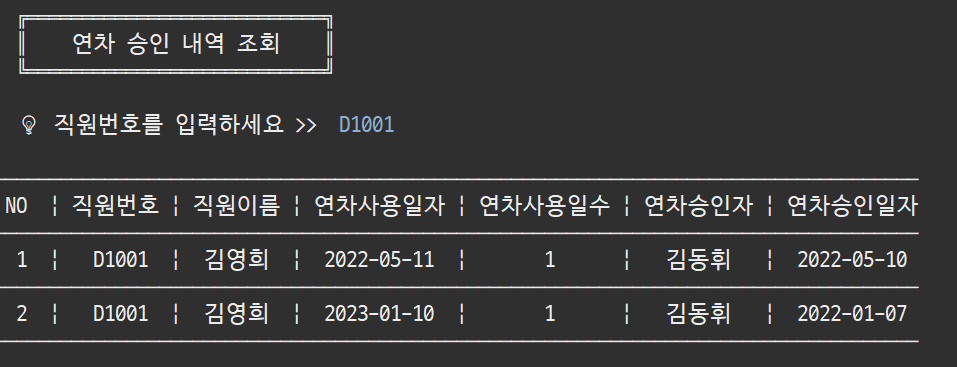 연차 승인 내역 조회
직원번호를 입력하세요 >> D1001
NO ¦ 직원번호 ¦ 직원이름 ¦ 연차사용일자 ¦ 연차사용일수 ¦ 연차승인자 ¦ 연차승인일자
1 ¦ D1001 ¦ 김영희 ¦ 2022-05-11 ¦ 1 ¦ 김동휘 ¦ 2022-05-10
2 ¦ D1001 ¦ 김영희 ¦ 2023-01-10 ¦ 1 ¦ 김동휘 ¦ 2022-01-07